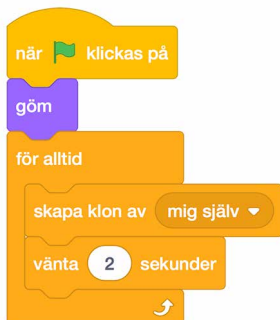 när klickas på
göm
för alltid
skapa klon av mig själv
vänta 2 sekunder